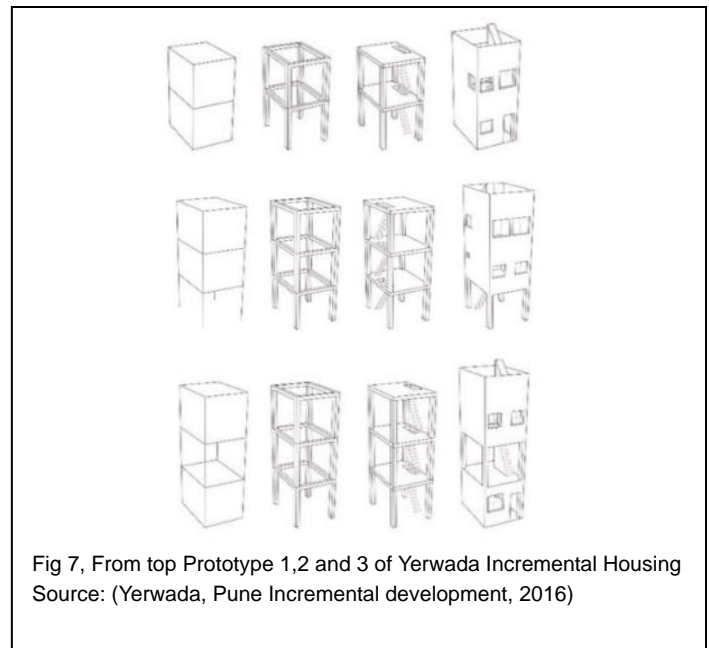 Fig 7, From top Prototype 1,2 and 3 of Yerwada Incremental Housing
Source: (Yerwada, Pune Incremental development, 2016)